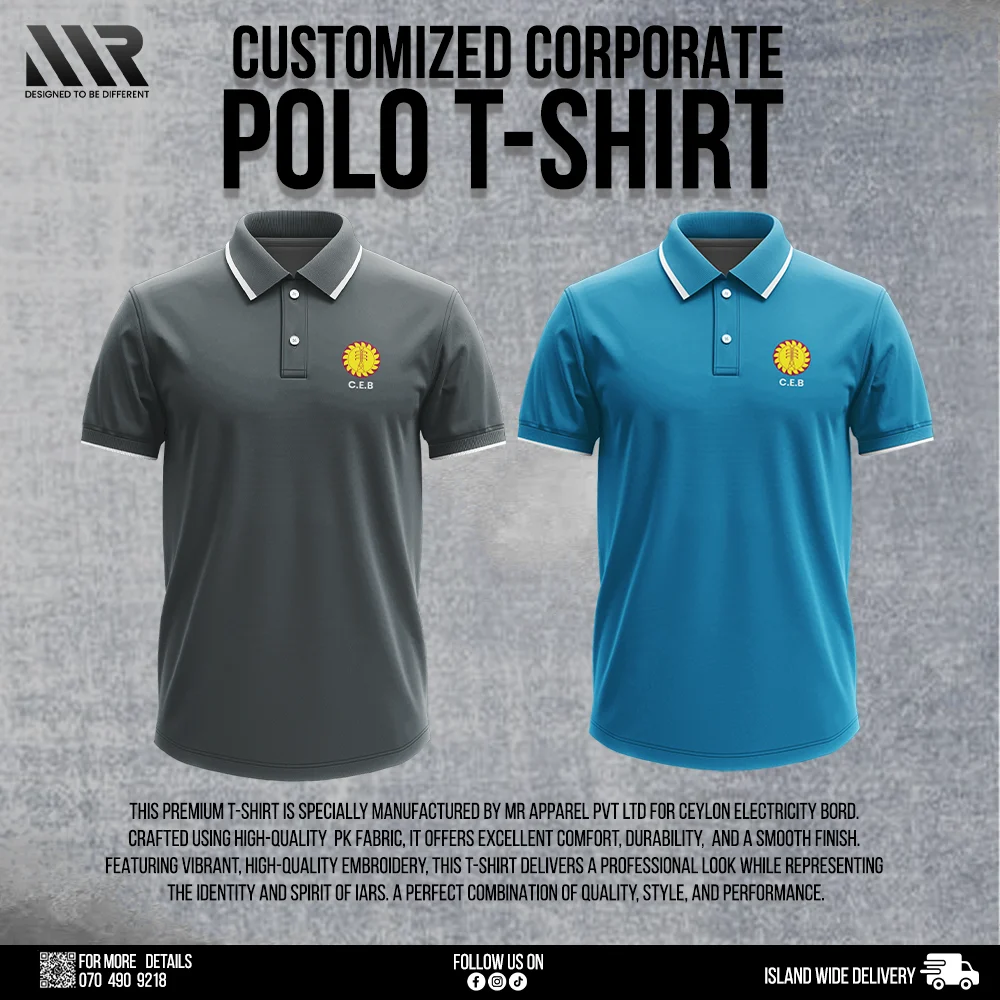 MR
DESIGNED TO BE DIFFERENT
CUSTOMIZED CORPORATE
POLO T-SHIRT
C.E.B
C.E.B
THIS PREMIUM T-SHIRT IS SPECIALLY MANUFACTURED BY MR APPAREL PVT LTD FOR CEYLON ELECTRICITY BORD.
CRAFTED USING HIGH-QUALITY PK FABRIC, IT OFFERS EXCELLENT COMFORT, DURABILITY, AND A SMOOTH FINISH.
FEATURING VIBRANT, HIGH-QUALITY EMBROIDERY, THIS T-SHIRT DELIVERS A PROFESSIONAL LOOK WHILE REPRESENTING
THE IDENTITY AND SPIRIT OF IARS. A PERFECT COMBINATION OF QUALITY, STYLE, AND PERFORMANCE.
FOR MORE DETAILS
070 490 9218
FOLLOW US ON
ISLAND WIDE DELIVERY